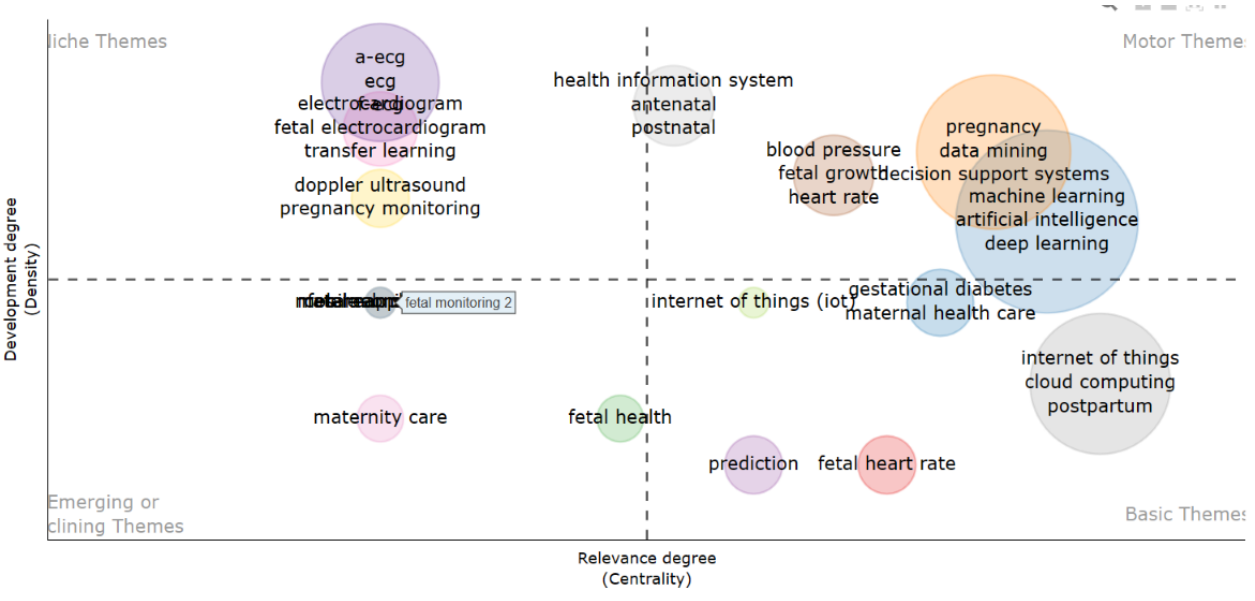 liche Themes
Motor Theme
a-ecg
ecg
electrocardiogram
f-ecg
fetal electrocardiogram
transfer learning
doppler ultrasound
pregnancy monitoring
health information system
antenatal
postnatal
blood pressure
fetal growth
heart rate
pregnancy
data mining
decision support systems
machine learning
artificial intelligence
deep learning
fetal monitoring 2
internet of things (iot)
gestational diabetes
maternal health care
internet of things
cloud computing
postpartum
maternity care
fetal health
prediction
fetal heart rate
Emerging or
clining Themes
Basic Themes
Development degree
(Density)
Relevance degree
(Centrality)